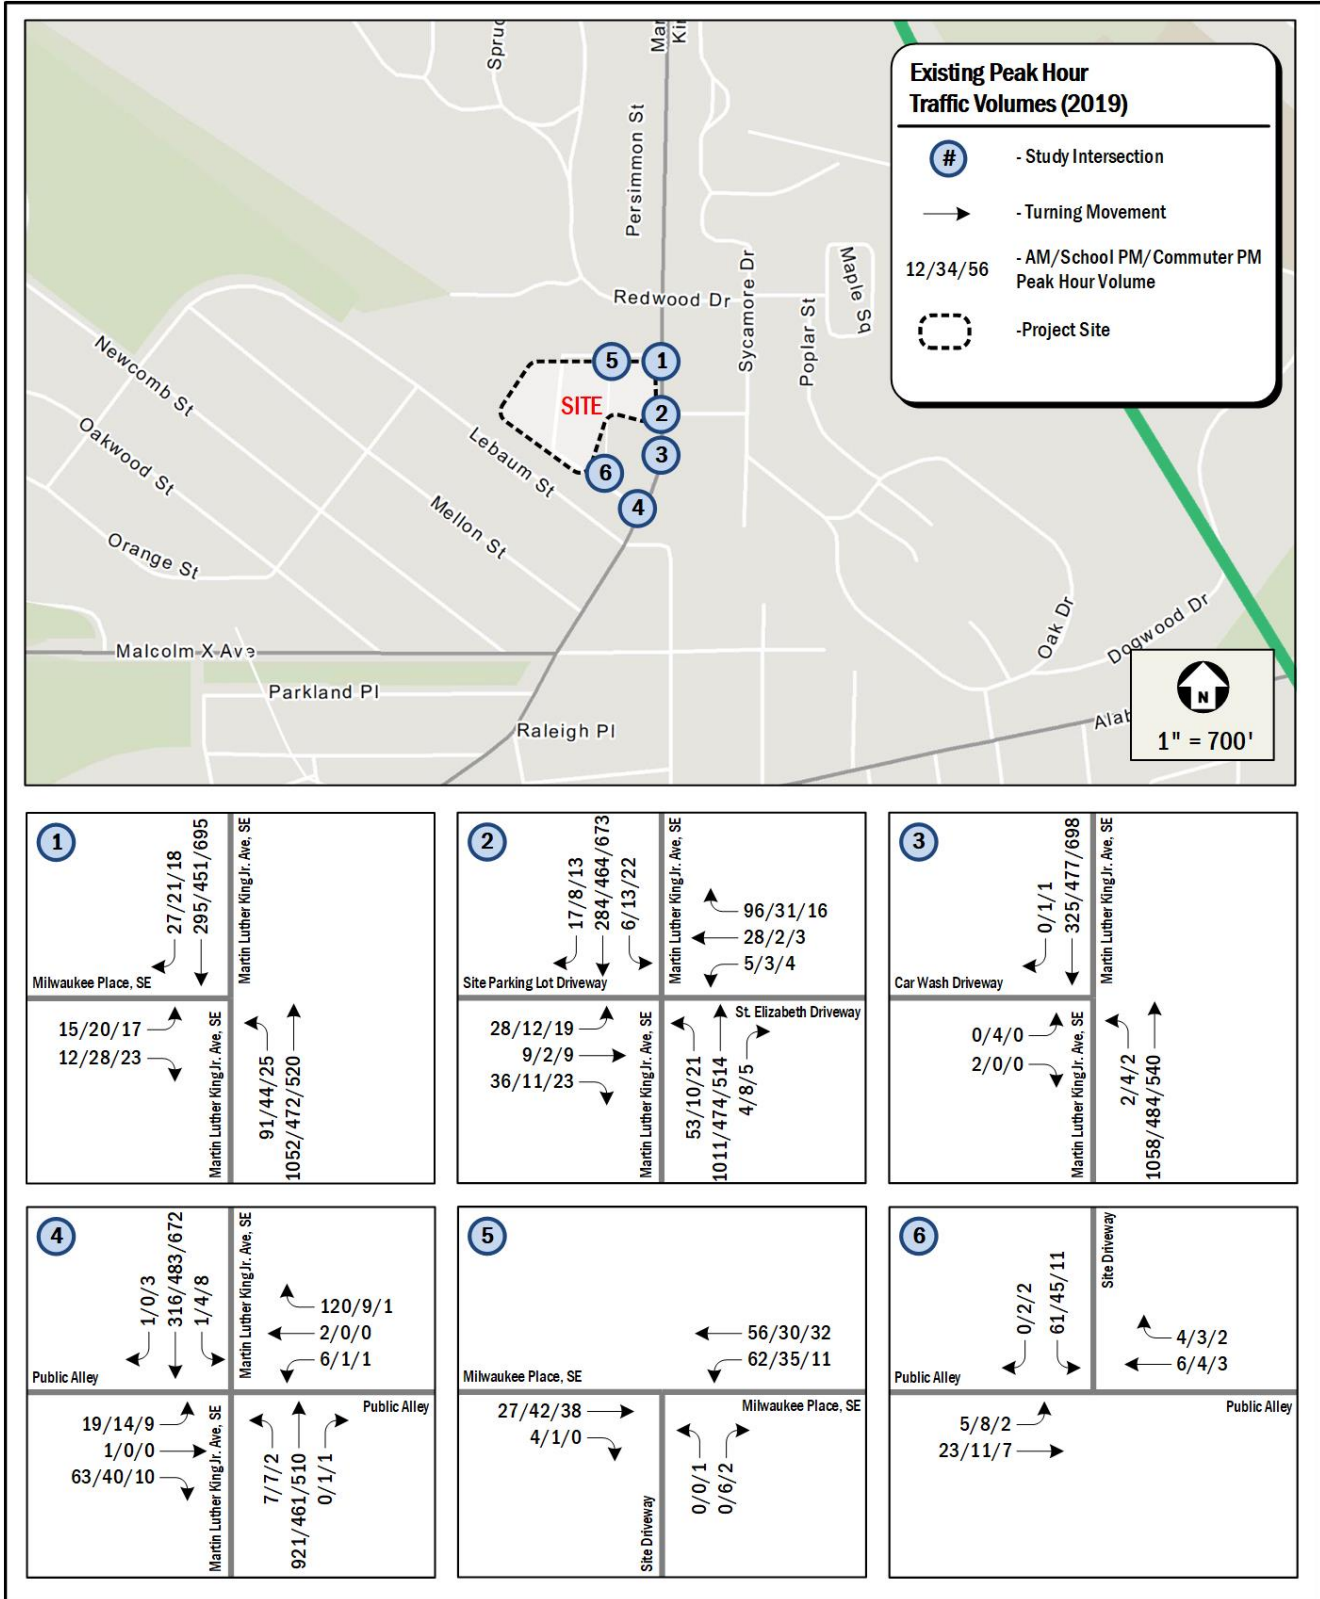 Spruc
Mar
Kin
Persimmon St
Redwood Dr
Sycamore Dr
Poplar St
Maple Sq
Newcomb St
Oakwood St
Orange St
Lebaum St
Mellon St
Malcolm X Ave
Parkland Pl
Raleigh Pl
Oak Dr
Dogwood Dr
Alab
SITE
5
1
2
3
6
4
Existing Peak Hour
Traffic Volumes (2019)
#
- Study Intersection
- Turning Movement
12/34/56
- AM/School PM/Commuter PM
Peak Hour Volume
-Project Site
N
1" = 700'
1
27/21/18
295/451/695
Martin Luther King Jr. Ave, SE
Milwaukee Place, SE
15/20/17
12/28/23
Martin Luther King Jr. Ave, SE
91/44/25
1052/472/520
2
17/8/13
284/464/673
6/13/22
Martin Luther King Jr. Ave, SE
96/31/16
28/2/3
5/3/4
Site Parking Lot Driveway
St. Elizabeth Driveway
28/12/19
9/2/9
36/11/23
Martin Luther King Jr. Ave, SE
53/10/21
1011/474/514
4/8/5
3
0/1/1
325/477/698
Martin Luther King Jr. Ave, SE
Car Wash Driveway
0/4/0
2/0/0
Martin Luther King Jr. Ave, SE
2/4/2
1058/484/540
4
1/0/3
316/483/672
1/4/8
Martin Luther King Jr. Ave, SE
120/9/1
2/0/0
6/1/1
Public Alley
Public Alley
19/14/9
1/0/0
63/40/10
Martin Luther King Jr. Ave, SE
7/7/2
921/461/510
0/1/1
5
56/30/32
62/35/11
Milwaukee Place, SE
Milwaukee Place, SE
27/42/38
4/1/0
Site Driveway
0/0/1
0/6/2
6
0/2/2
61/45/11
Site Driveway
4/3/2
6/4/3
Public Alley
Public Alley
5/8/2
23/11/7